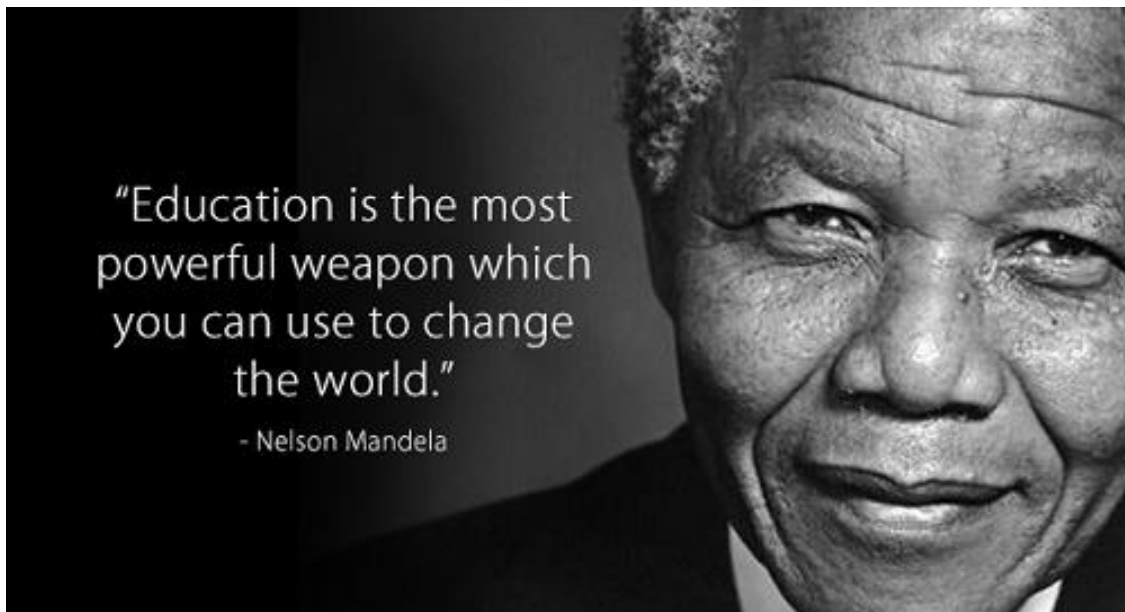 “Education is the most
powerful weapon which
you can use to change
the world.”
- Nelson Mandela